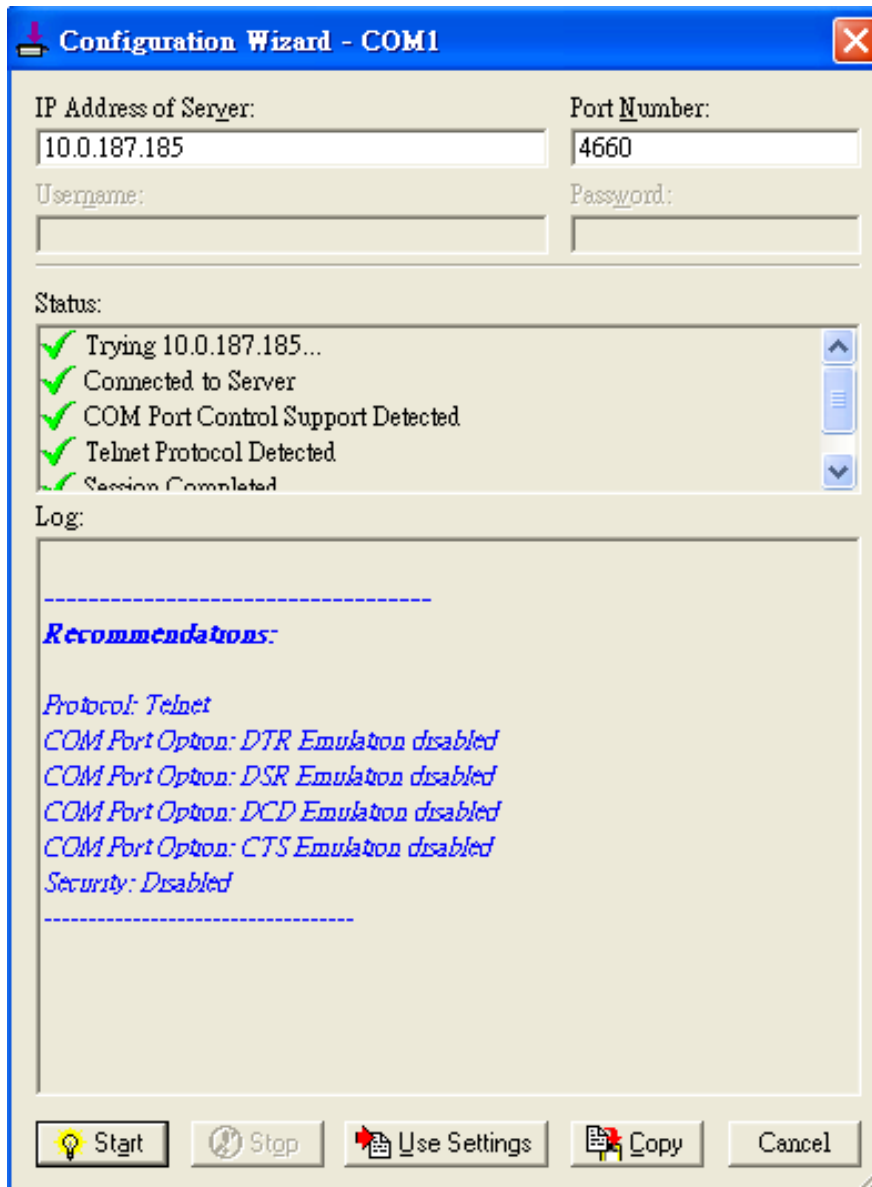 Configuration Wizard - COM1
IP Address of Server: Port Number:
10.0.187.185 4660
Username: Password:
Status:
Trying 10.0.187.185...
Connected to Server
COM Port Control Support Detected
Telnet Protocol Detected
Session Completed
Log:
-----------------------------------
Recommendations:
Protocol: Telnet
COM Port Option: DTR Emulation disabled
COM Port Option: DSR Emulation disabled
COM Port Option: DCD Emulation disabled
COM Port Option: CTS Emulation disabled
Security: Disabled
-----------------------------------
Start Stop Use Settings Copy Cancel